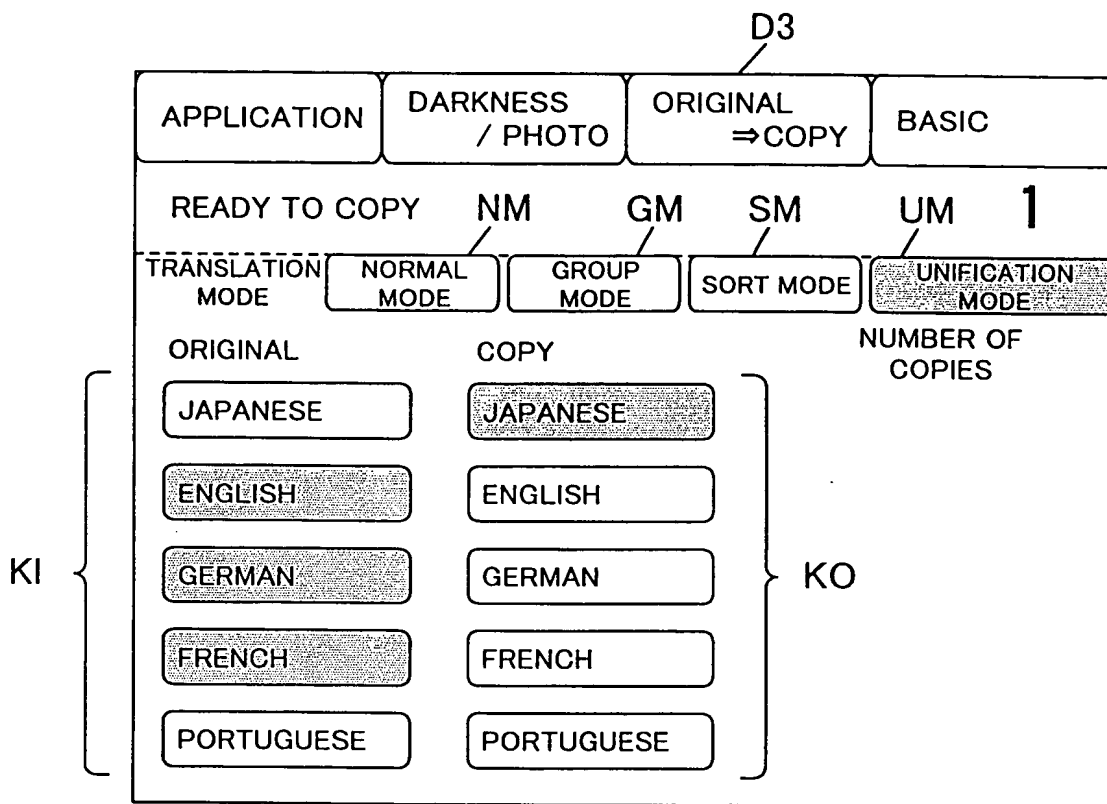 D3
APPLICATION
DARKNESS
/ PHOTO
ORIGINAL
⇒COPY
BASIC
READY TO COPY
NM
GM
SM
UM
1
TRANSLATION
MODE
NORMAL
MODE
GROUP
MODE
SORT MODE
UNIFICATION
MODE
NUMBER OF
COPIES
ORIGINAL
COPY
JAPANESE
JAPANESE
ENGLISH
ENGLISH
KI
GERMAN
GERMAN
KO
FRENCH
FRENCH
PORTUGUESE
PORTUGUESE